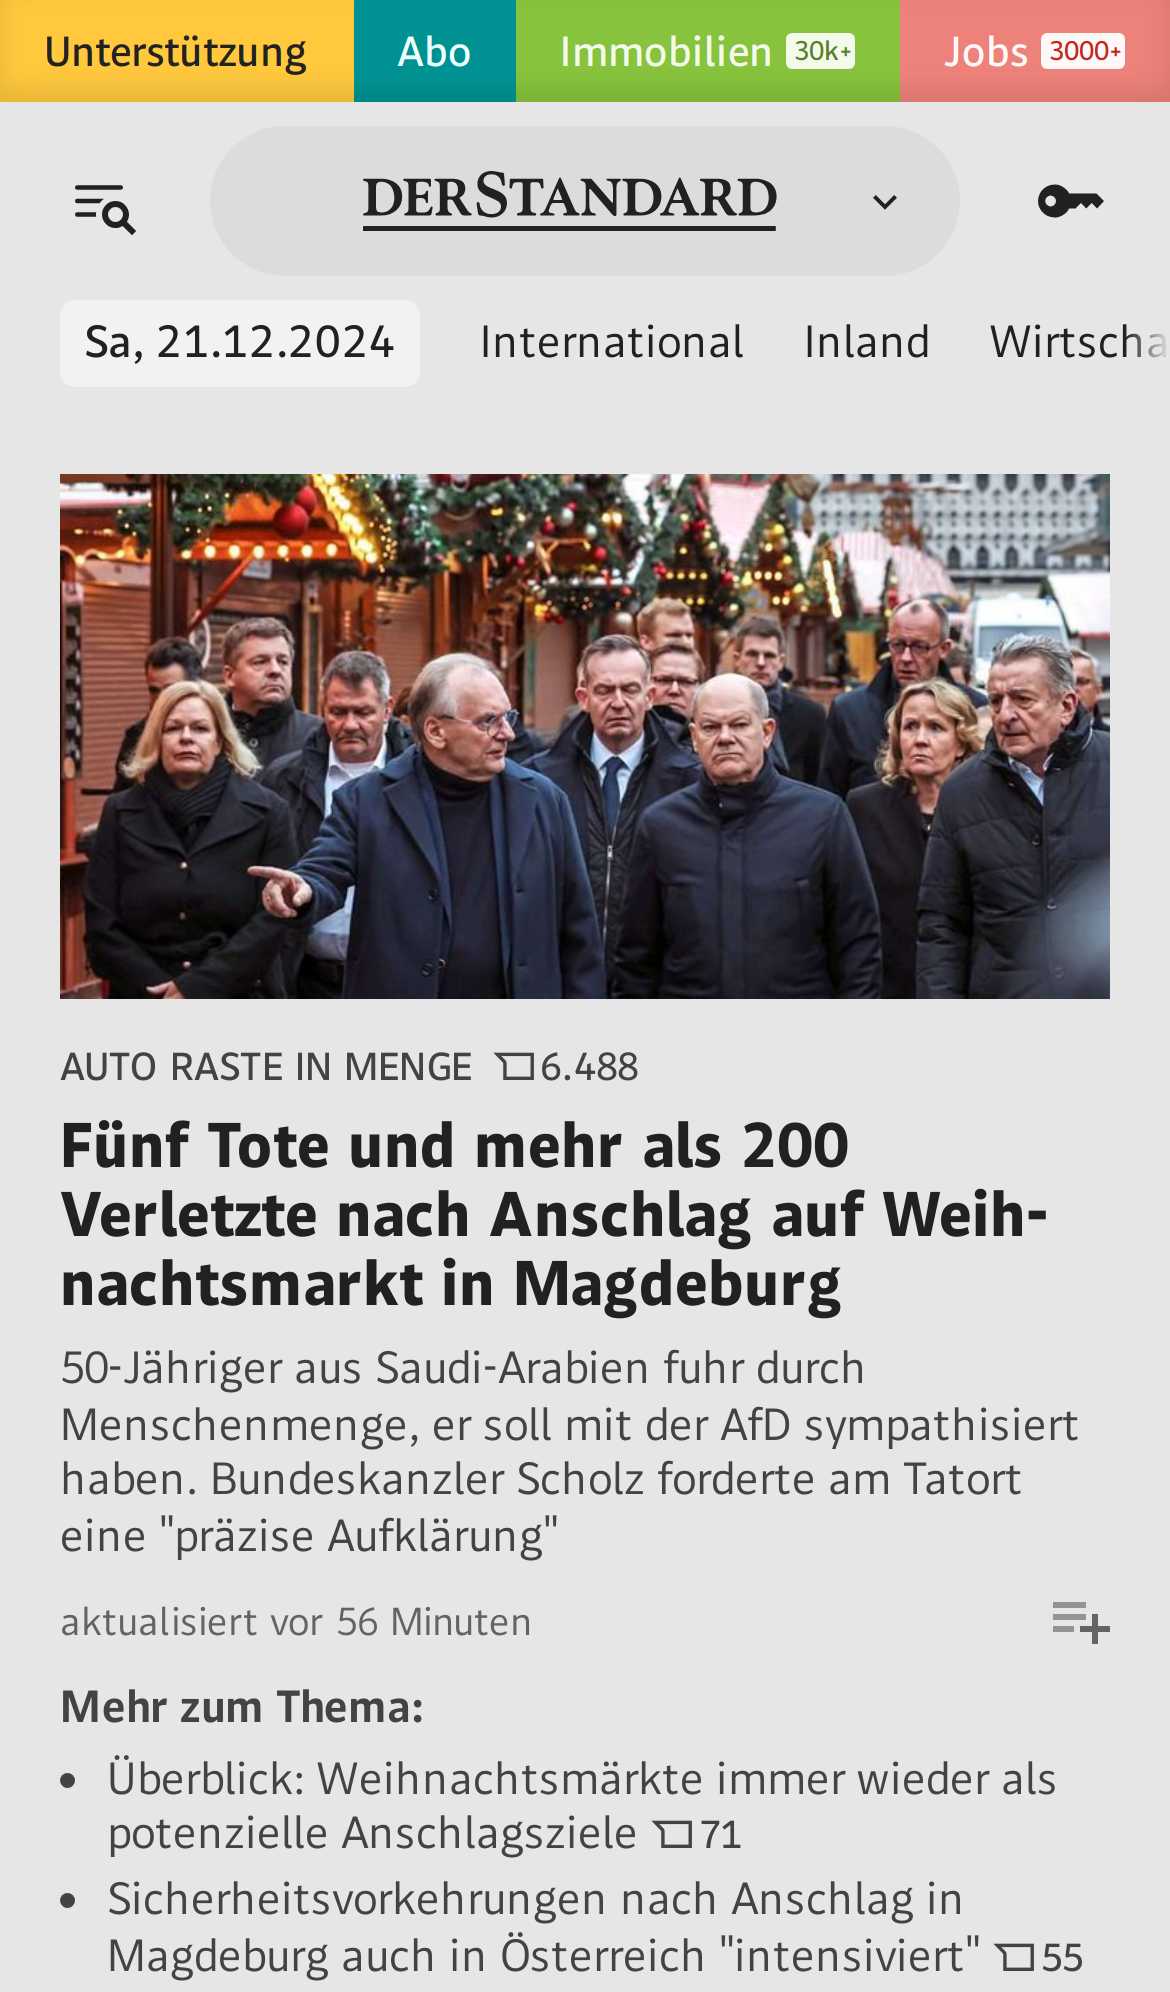 Unterstützung Abo Immobilien 30k+ Jobs 3000+
DERSTANDARD
Sa, 21.12.2024 International Inland Wirtscha
AUTO RASTE IN MENGE 6.488
Fünf Tote und mehr als 200
Verletzte nach Anschlag auf Weih-
nachtsmarkt in Magdeburg
50-Jähriger aus Saudi-Arabien fuhr durch
Menschenmenge, er soll mit der AfD sympathisiert
haben. Bundeskanzler Scholz forderte am Tatort
eine "präzise Aufklärung"
aktualisiert vor 56 Minuten
Mehr zum Thema:
• Überblick: Weihnachtsmärkte immer wieder als
potenzielle Anschlagsziele 71
• Sicherheitsvorkehrungen nach Anschlag in
Magdeburg auch in Österreich "intensiviert" 55